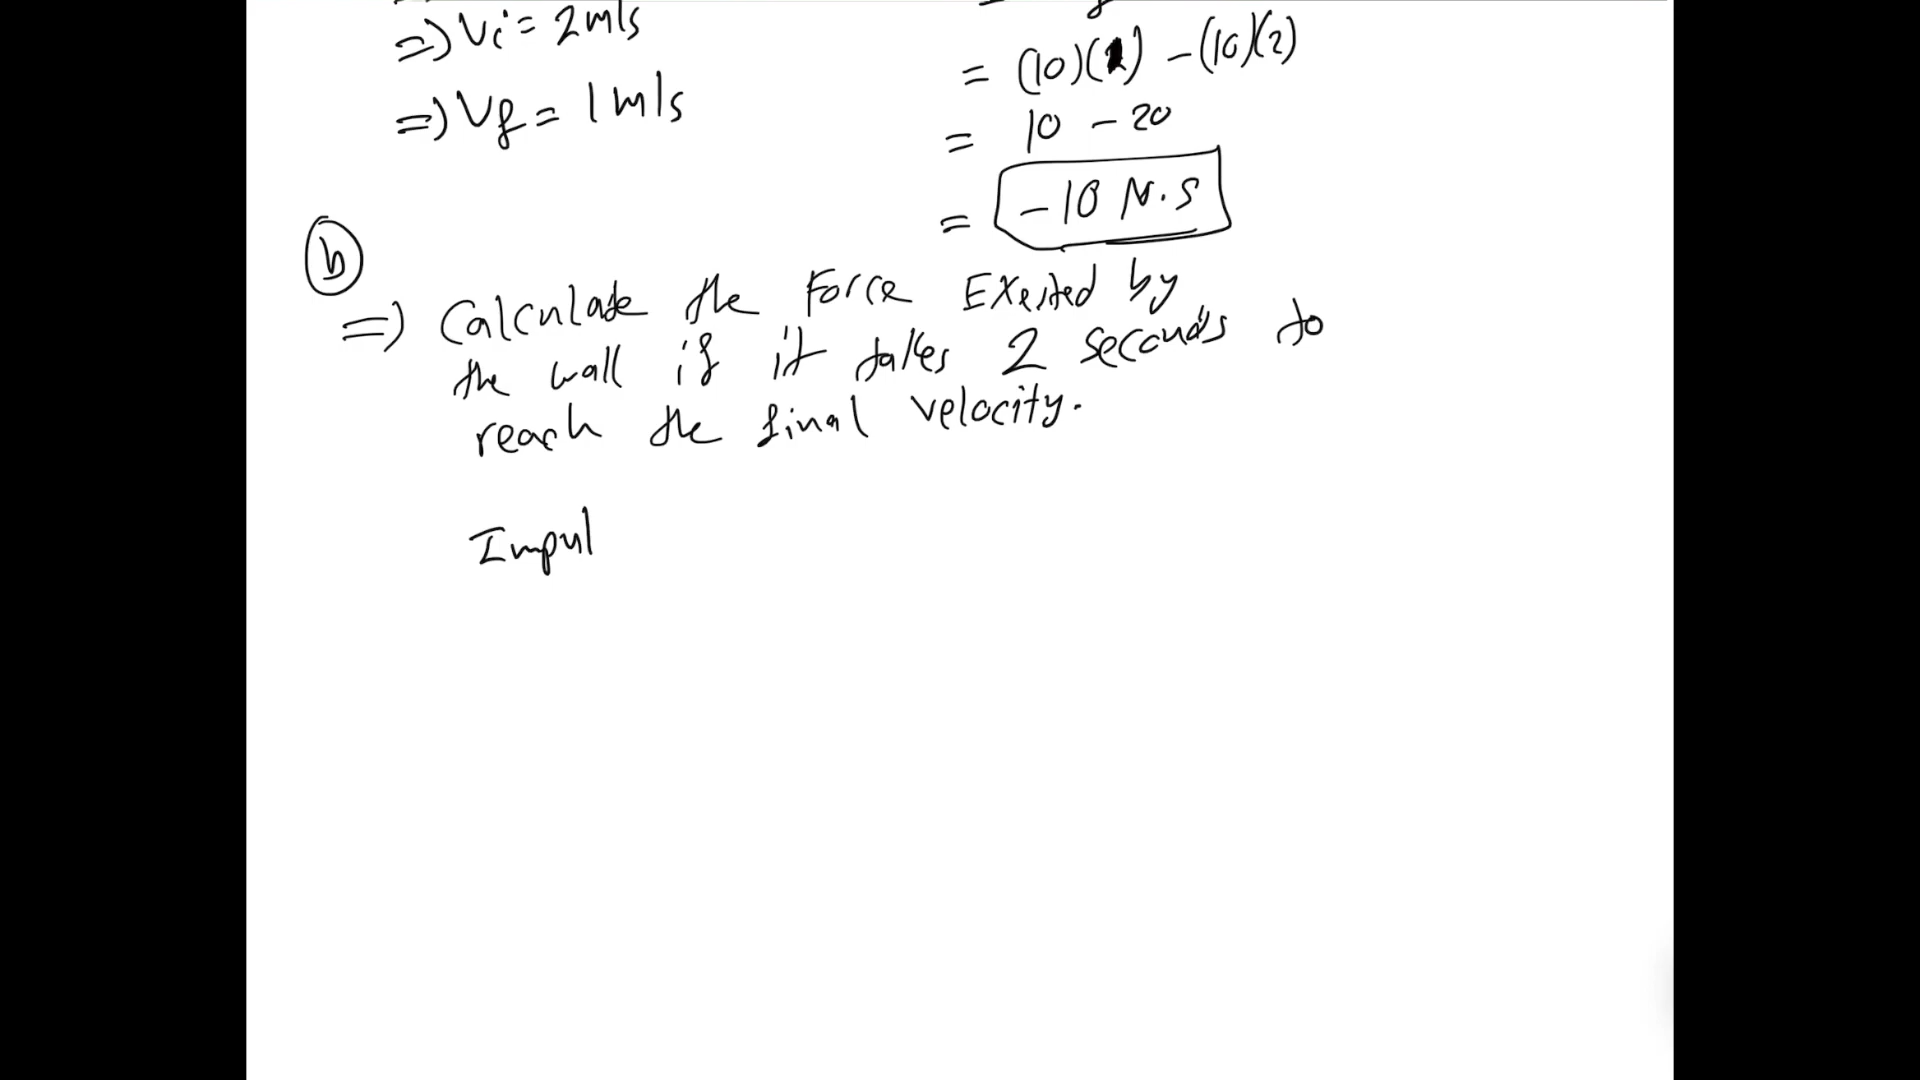 => Vi = 2m/s
=> Vf = 1m/s
= (10)(1) - (10)(2)
= 10 - 20
= -10 N.S
b
=> Calculate the Force Exerted by
the wall if it takes 2 seconds to
reach the final velocity.
Impul